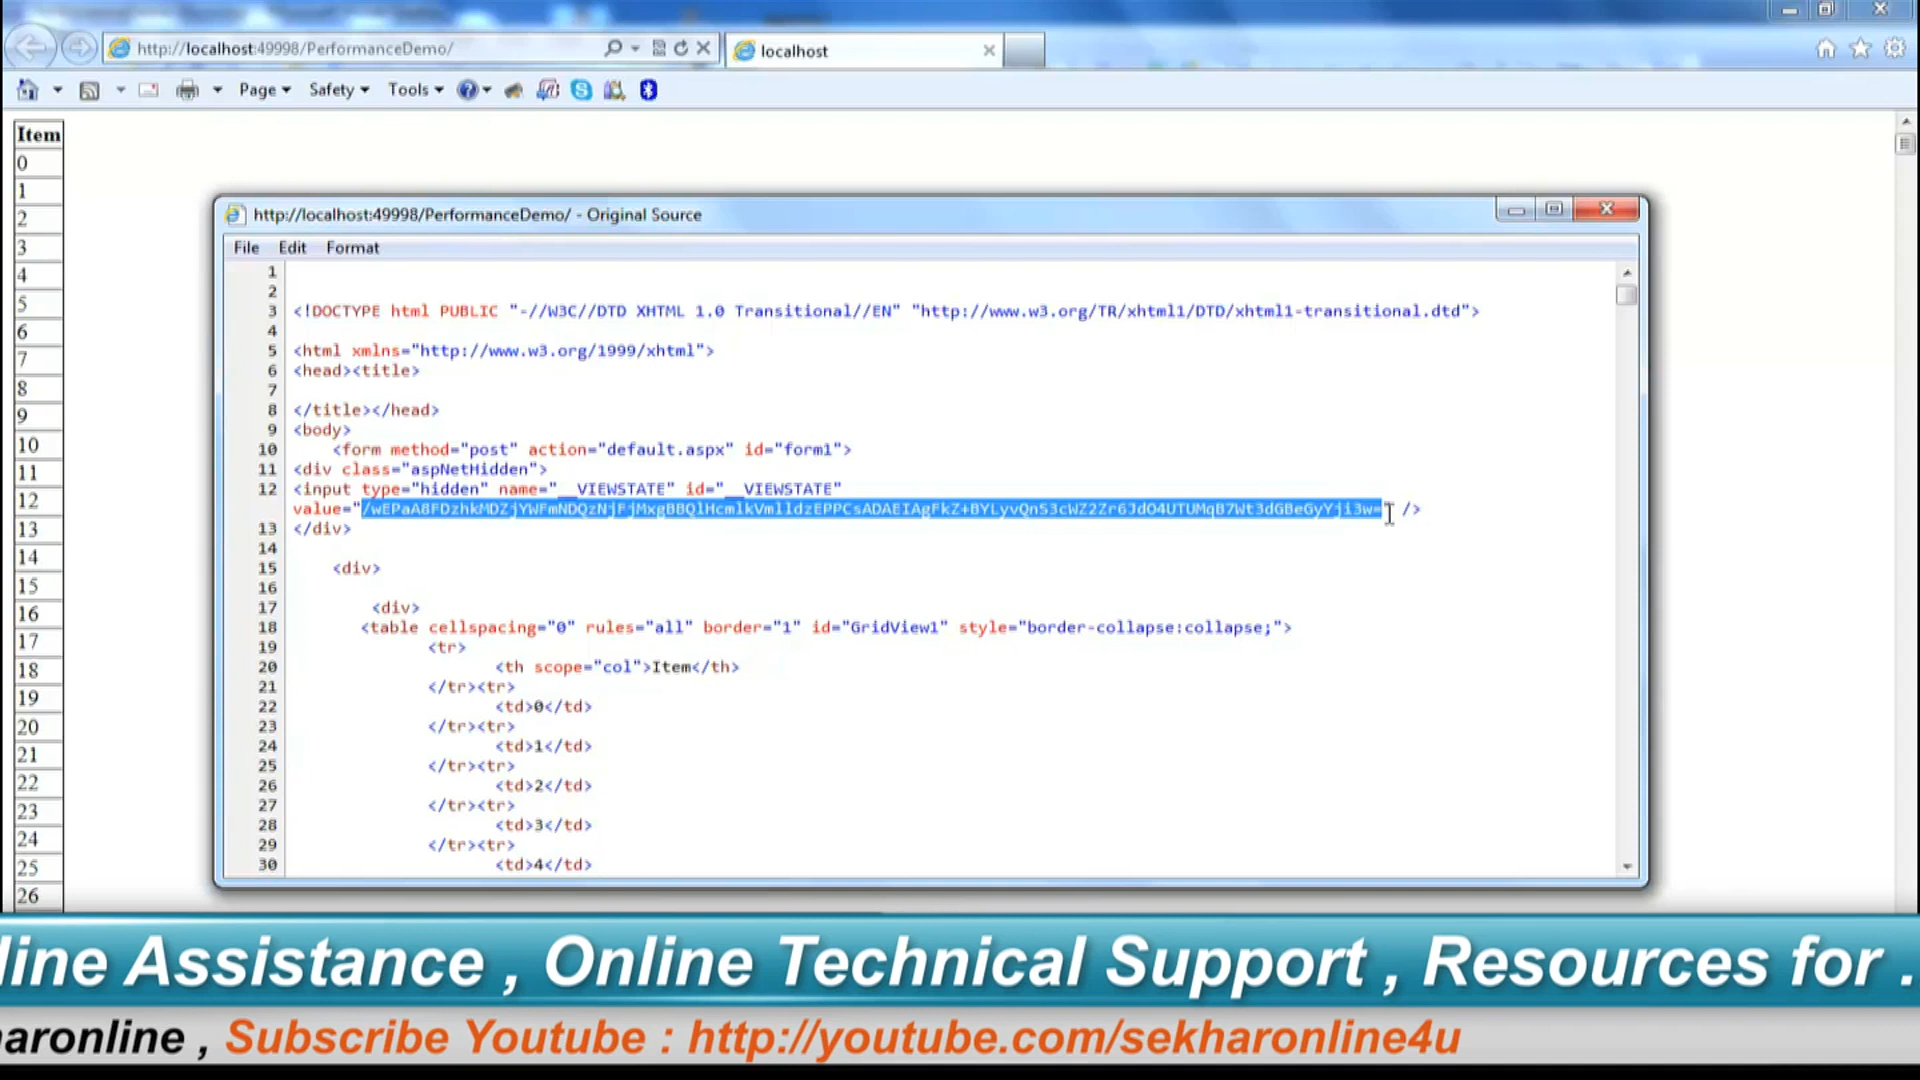 http://localhost:49998/PerformanceDemo/
localhost
Page
Safety
Tools
Item
0
1
2
3
4
5
6
7
8
9
10
11
12
13
14
15
16
17
18
19
20
21
22
23
24
25
26
http://localhost:49998/PerformanceDemo/ - Original Source
File Edit Format
1
2
3 <!DOCTYPE html PUBLIC "-//W3C//DTD XHTML 1.0 Transitional//EN" "http://www.w3.org/TR/xhtml1/DTD/xhtml1-transitional.dtd">
4
5 <html xmlns="http://www.w3.org/1999/xhtml">
6 <head><title>
7
8 </title></head>
9 <body>
10 <form method="post" action="default.aspx" id="form1">
11 <div class="aspNetHidden">
12 <input type="hidden" name="__VIEWSTATE" id="__VIEWSTATE"
value=" />
13 </div>
14
15 <div>
16
17 <div>
18 <table cellspacing="0" rules="all" border="1" id="GridView1" style="border-collapse:collapse;">
19 <tr>
20 <th scope="col">Item</th>
21 </tr><tr>
22 <td>0</td>
23 </tr><tr>
24 <td>1</td>
25 </tr><tr>
26 <td>2</td>
27 </tr><tr>
28 <td>3</td>
29 </tr><tr>
30 <td>4</td>
line Assistance , Online Technical Support , Resources for .
haronline , Subscribe Youtube : http://youtube.com/sekharonline4u